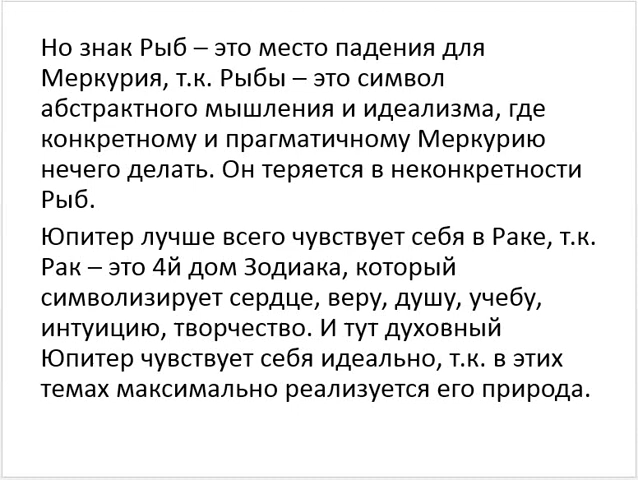 Но знак Рыб – это место падения для
Меркурия, т.к. Рыбы – это символ
абстрактного мышления и идеализма, где
конкретному и прагматичному Меркурию
нечего делать. Он теряется в неконкретности
Рыб.
Юпитер лучше всего чувствует себя в Раке, т.к.
Рак – это 4й дом Зодиака, который
символизирует сердце, веру, душу, учебу,
интуицию, творчество. И тут духовный
Юпитер чувствует себя идеально, т.к. в этих
темах максимально реализуется его природа.